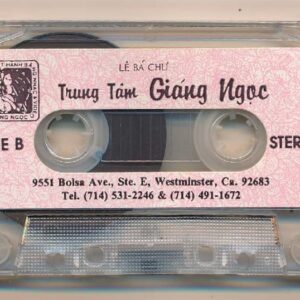 LÊ BÁ CHƯ
Trung Tâm Giáng Ngọc
E B
STER
9551 Bolsa Ave., Ste. E, Westminster, Ca. 92683
Tel. (714) 531-2246 & (714) 491-1672